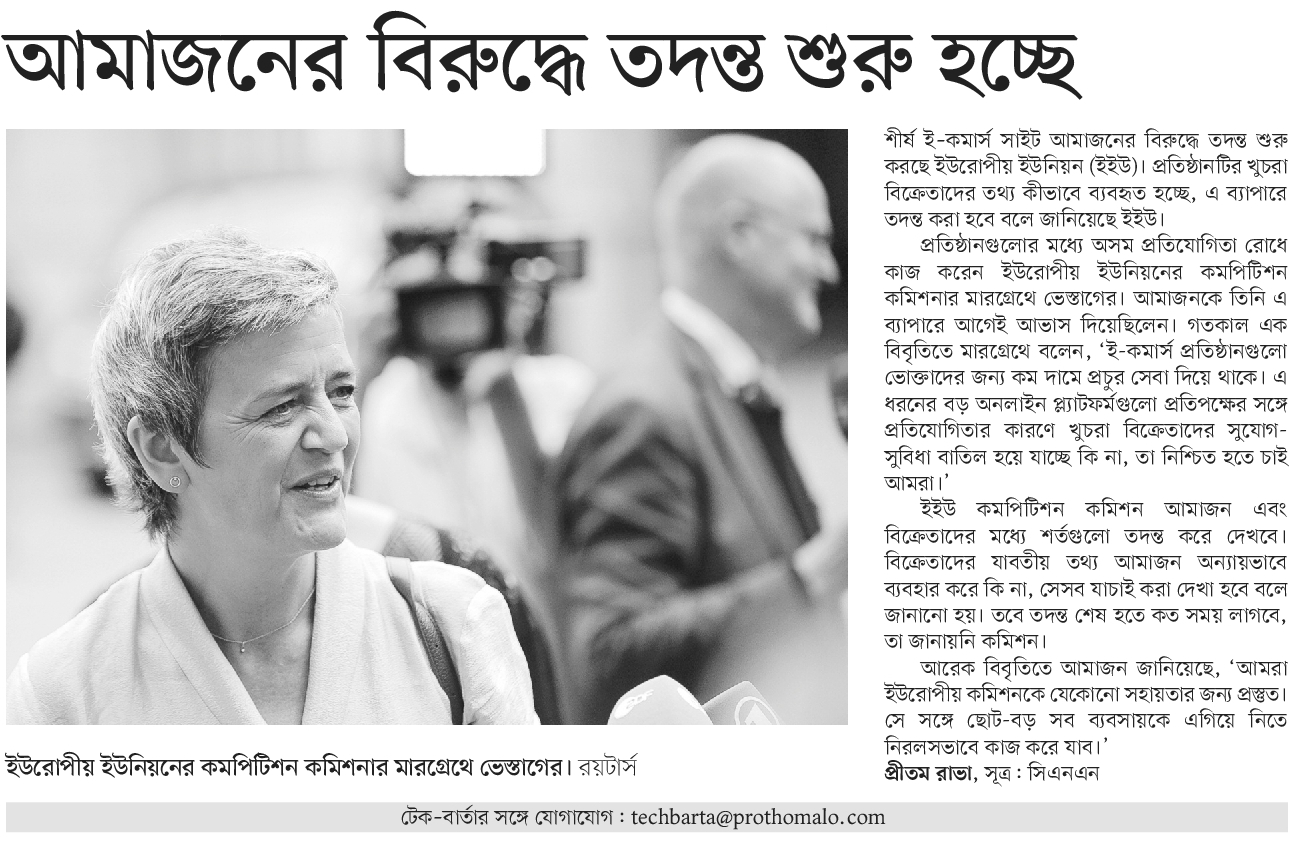 আমাজনের বিরুদ্ধে তদন্ত শুরু হচ্ছে
শীর্ষ ই-কমার্স সাইট আমাজনের বিরুদ্ধে তদন্ত শুরু
করছে ইউরোপীয় ইউনিয়ন (ইইউ)। প্রতিষ্ঠানটির খুচরা
বিক্রেতাদের তথ্য কীভাবে ব্যবহৃত হচ্ছে, এ ব্যাপারে
তদন্ত করা হবে বলে জানিয়েছে ইইউ।
প্রতিষ্ঠানগুলোর মধ্যে অসম প্রতিযোগিতা রোধে
কাজ করেন ইউরোপীয় ইউনিয়নের কমপিটিশন
কমিশনার মারগ্রেথে ভেস্তাগের। আমাজনকে তিনি এ
ব্যাপারে আগেই আভাস দিয়েছিলেন। গতকাল এক
বিবৃতিতে মারগ্রেথে বলেন, ‘ই-কমার্স প্রতিষ্ঠানগুলো
ভোক্তাদের জন্য কম দামে প্রচুর সেবা দিয়ে থাকে। এ
ধরনের বড় অনলাইন প্ল্যাটফর্মগুলো প্রতিপক্ষের সঙ্গে
প্রতিযোগিতার কারণে খুচরা বিক্রেতাদের সুযোগ-
সুবিধা বাতিল হয়ে যাচ্ছে কি না, তা নিশ্চিত হতে চাই
আমরা।’
ইইউ কমপিটিশন কমিশন আমাজন এবং
বিক্রেতাদের মধ্যে শর্তগুলো তদন্ত করে দেখবে।
বিক্রেতাদের যাবতীয় তথ্য আমাজন অন্যায়ভাবে
ব্যবহার করে কি না, সেসব যাচাই করা দেখা হবে বলে
জানানো হয়। তবে তদন্ত শেষ হতে কত সময় লাগবে,
তা জানায়নি কমিশন।
আরেক বিবৃতিতে আমাজন জানিয়েছে, ‘আমরা
ইউরোপীয় কমিশনকে যেকোনো সহায়তার জন্য প্রস্তুত।
সে সঙ্গে ছোট-বড় সব ব্যবসায়কে এগিয়ে নিতে
নিরলসভাবে কাজ করে যাব।’
প্রীতম রাভা, সূত্র : সিএনএন
ইউরোপীয় ইউনিয়নের কমপিটিশন কমিশনার মারগ্রেথে ভেস্তাগের। রয়টার্স
টেক-বার্তার সঙ্গে যোগাযোগ : techbarta@prothomalo.com